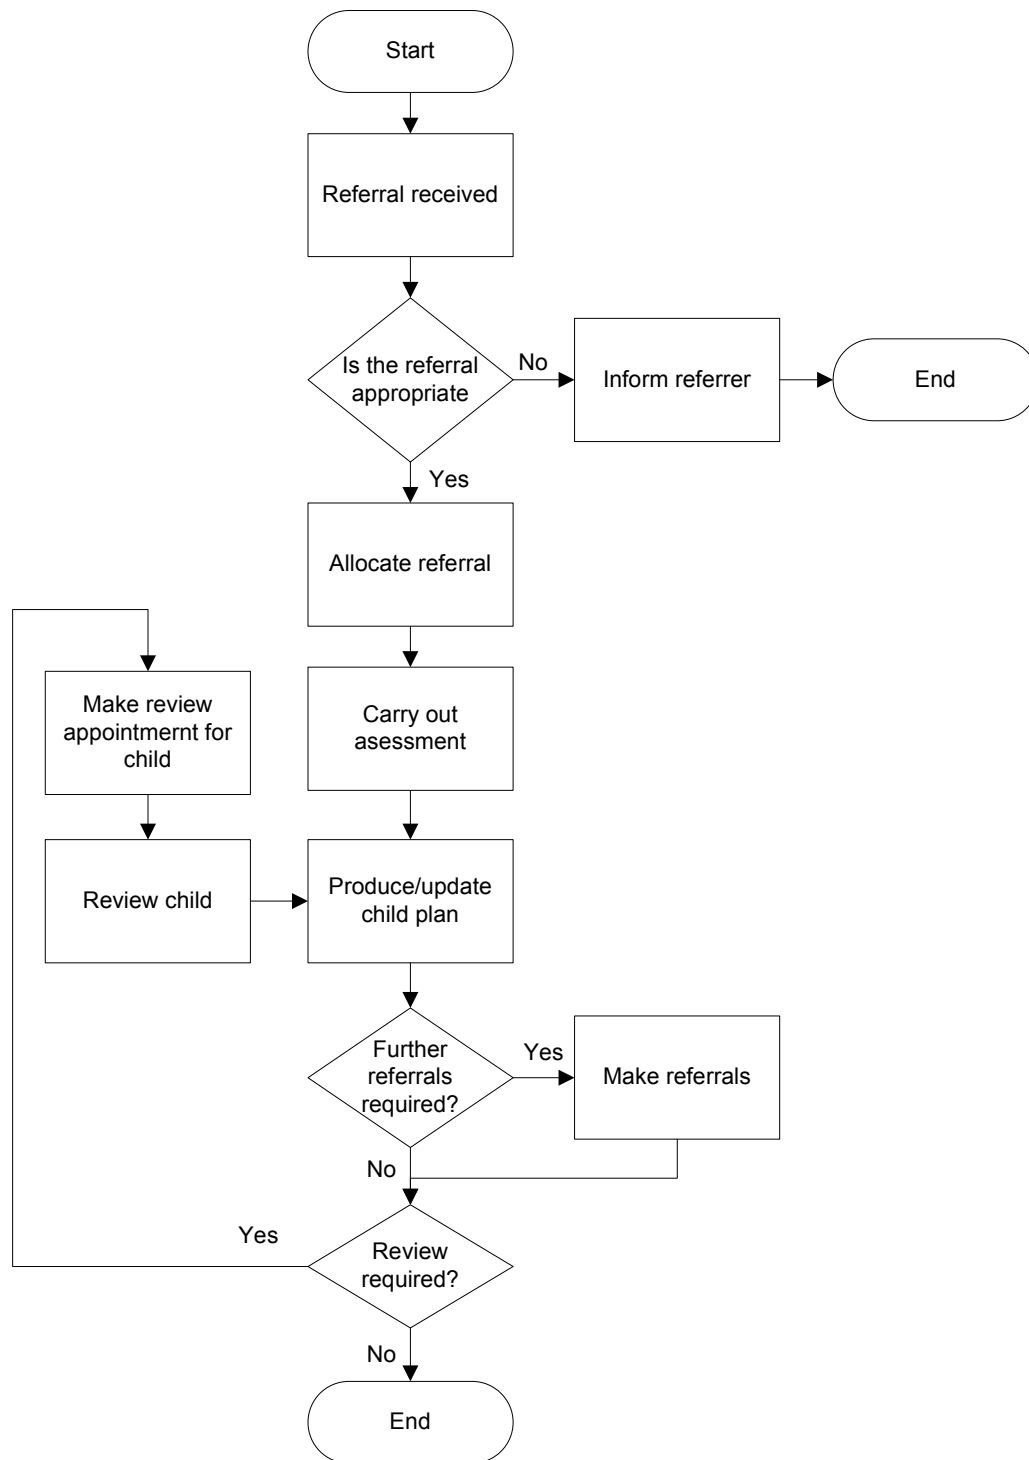 Start
Referral received
Is the referral
appropriate
No
Inform referrer
End
Yes
Allocate referral
Make review
appointmernt for
child
Carry out
asessment
Review child
Produce/update
child plan
Further
referrals
required?
Yes
Make referrals
No
Yes
Review
required?
No
End